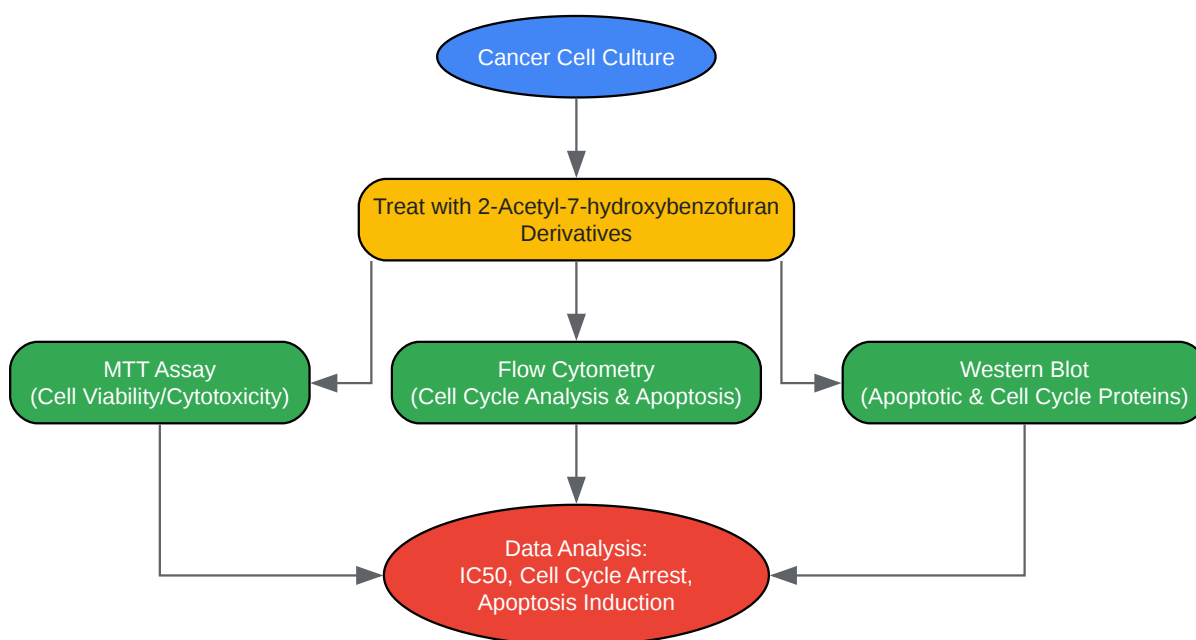 Cancer Cell Culture
Treat with 2-Acetyl-7-hydroxybenzofuran
Derivatives
MTT Assay
(Cell Viability/Cytotoxicity)
Flow Cytometry
(Cell Cycle Analysis & Apoptosis)
Western Blot
(Apoptotic & Cell Cycle Proteins)
Data Analysis:
IC50, Cell Cycle Arrest,
Apoptosis Induction